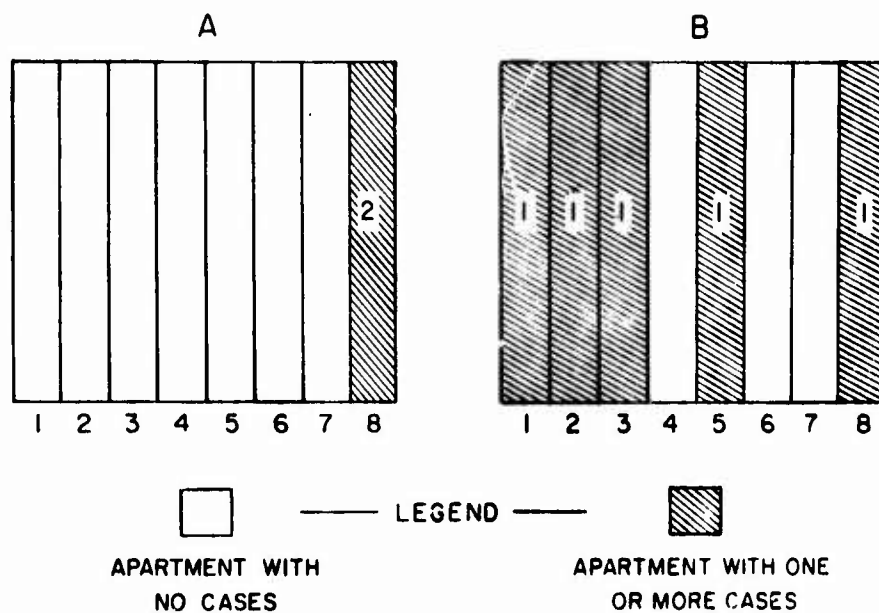 A B
2 1 1 1 1 1
1 2 3 4 5 6 7 8 1 2 3 4 5 6 7 8
LEGEND
APARTMENT WITH APARTMENT WITH ONE
NO CASES OR MORE CASES